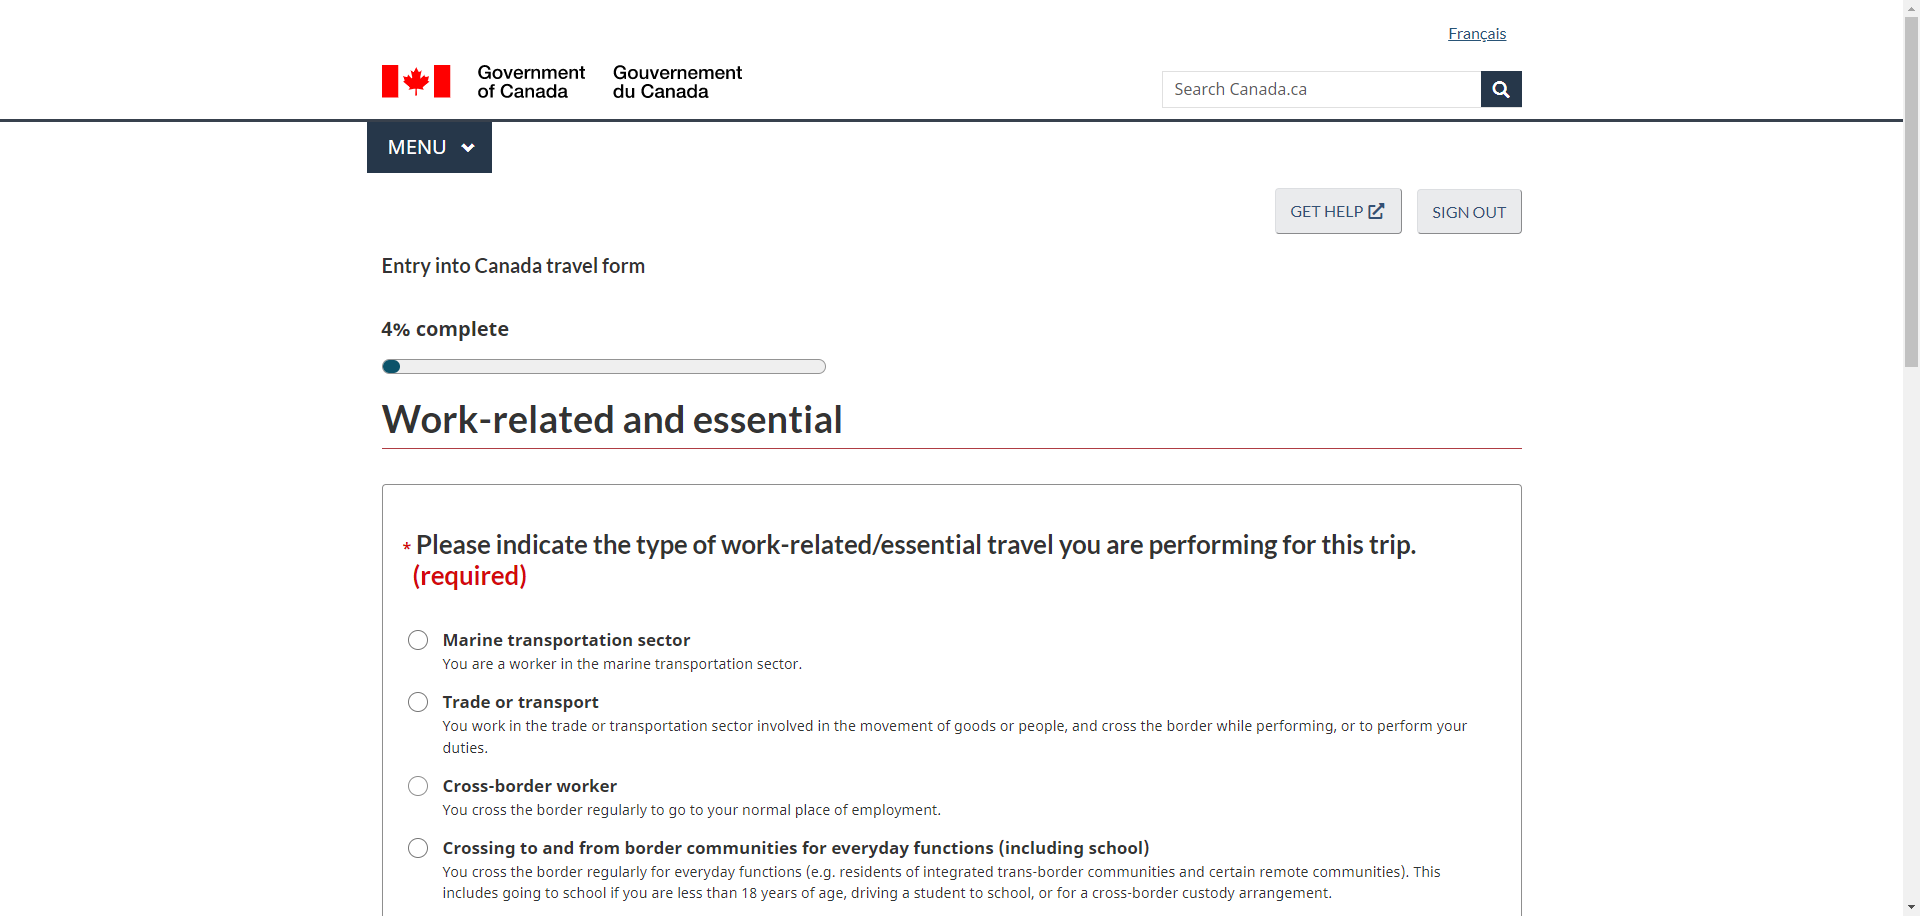 Français
Government of Canada
Gouvernement du Canada
Search Canada.ca
MENU
GET HELP
SIGN OUT
Entry into Canada travel form
4% complete
Work-related and essential
* Please indicate the type of work-related/essential travel you are performing for this trip.
(required)
Marine transportation sector
You are a worker in the marine transportation sector.
Trade or transport
You work in the trade or transportation sector involved in the movement of goods or people, and cross the border while performing, or to perform your
duties.
Cross-border worker
You cross the border regularly to go to your normal place of employment.
Crossing to and from border communities for everyday functions (including school)
You cross the border regularly for everyday functions (e.g. residents of integrated trans-border communities and certain remote communities). This
includes going to school if you are less than 18 years of age, driving a student to school, or for a cross-border custody arrangement.